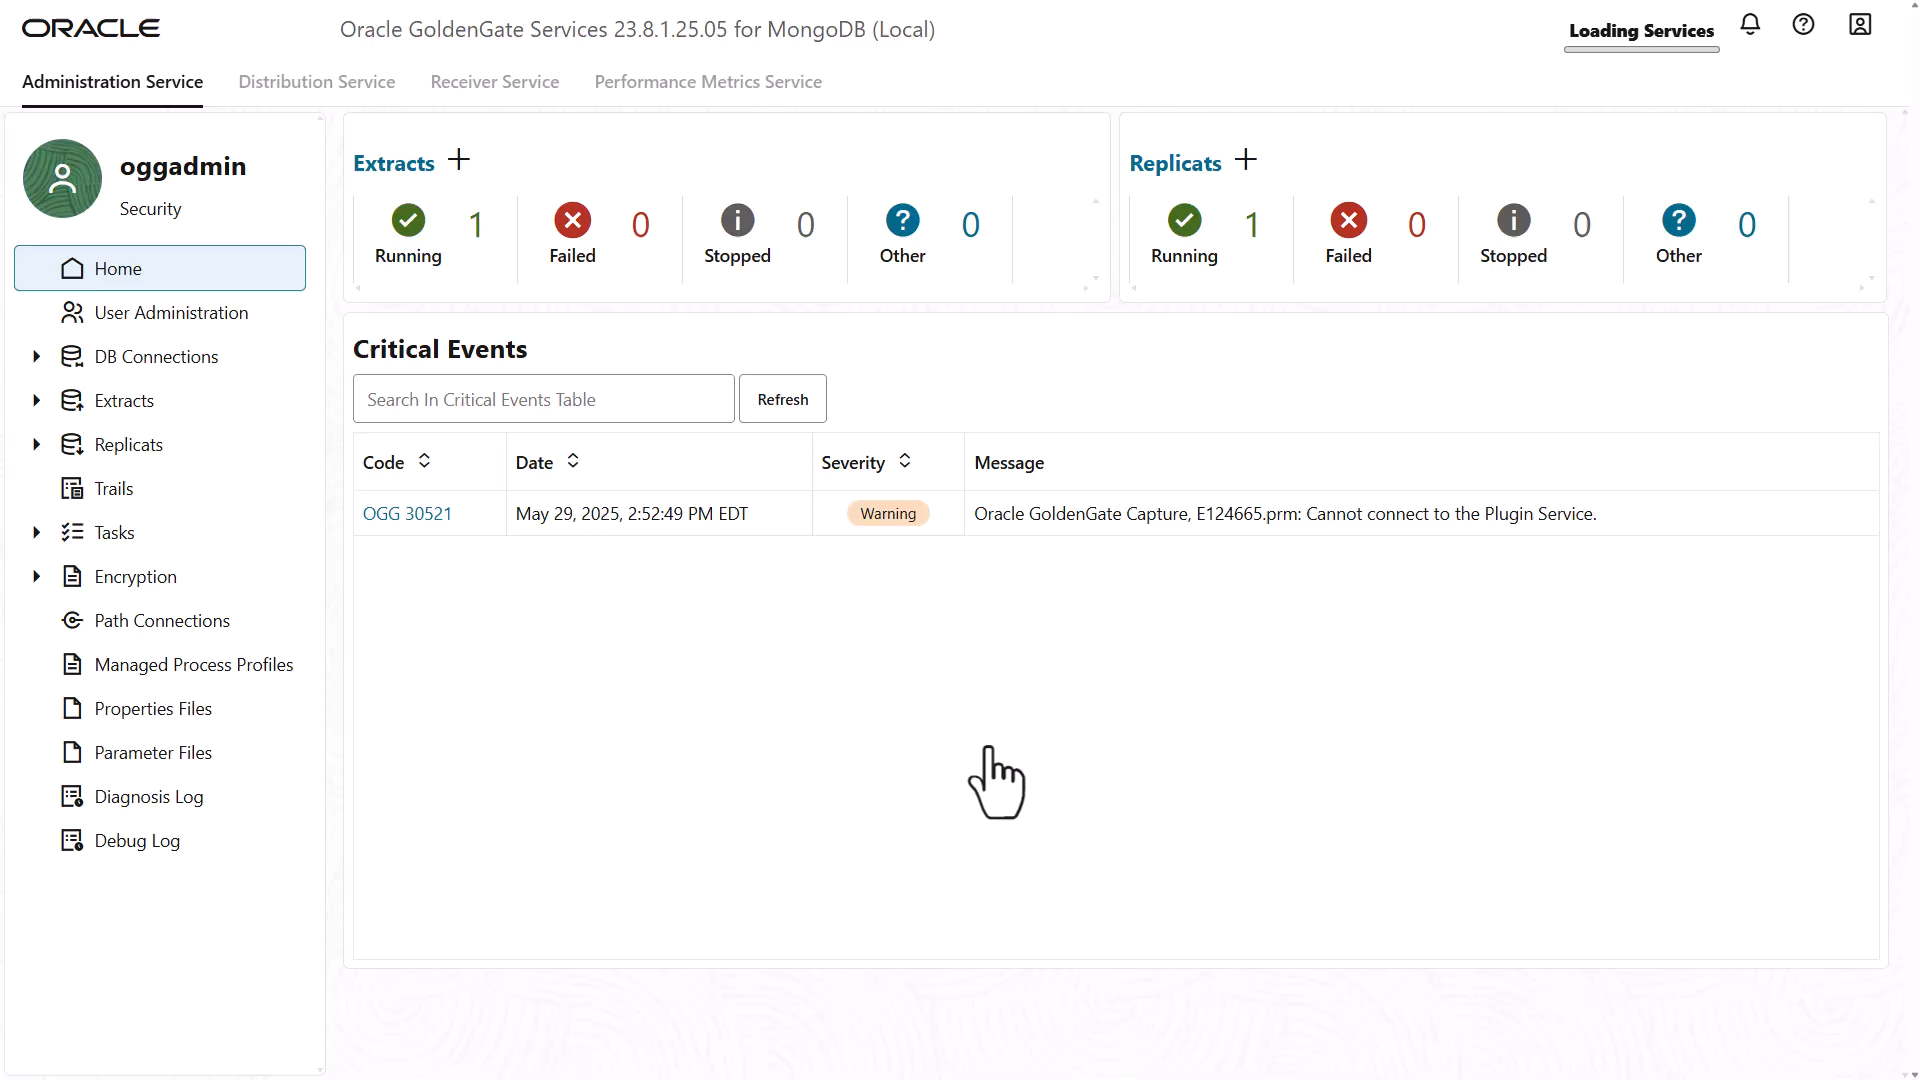 ORACLE
Oracle GoldenGate Services 23.8.1.25.05 for MongoDB (Local)
Loading Services
Administration Service
Distribution Service
Receiver Service
Performance Metrics Service
oggadmin
Security
Home
User Administration
DB Connections
Extracts
Replicats
Trails
Tasks
Encryption
Path Connections
Managed Process Profiles
Properties Files
Parameter Files
Diagnosis Log
Debug Log
Extracts
1
Running
0
Failed
0
Stopped
0
Other
Replicats
1
Running
0
Failed
0
Stopped
0
Other
Critical Events
Search In Critical Events Table
Refresh
Code Date Severity Message
OGG 30521 May 29, 2025, 2:52:49 PM EDT Warning Oracle GoldenGate Capture, E124665.prm: Cannot connect to the Plugin Service.